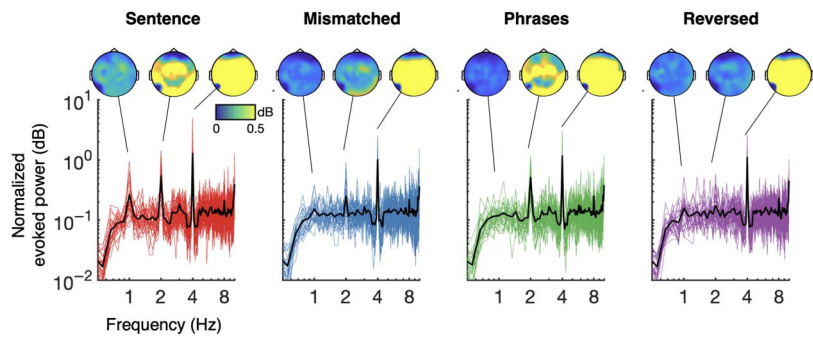 Sentence
Mismatched
Phrases
Reversed
dB
0 0.5
Normalized
evoked power (dB)
10^1
10^0
10^-1
10^-2
1 2 4 8
1 2 4 8
1 2 4 8
1 2 4 8
Frequency (Hz)